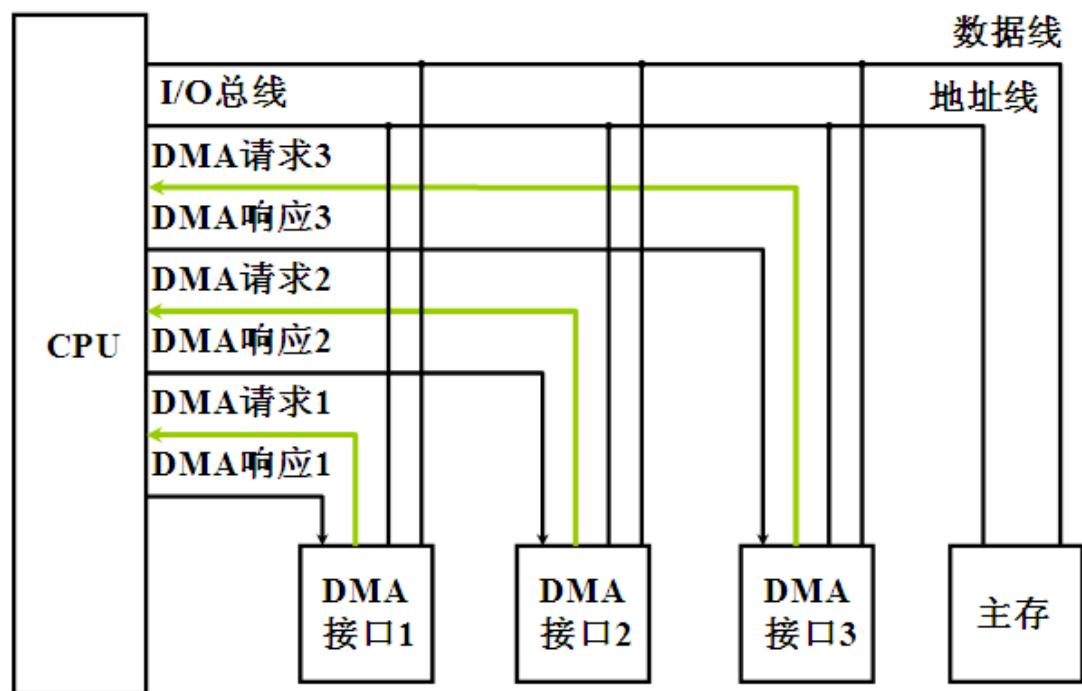 数据线
I/O总线
地址线
DMA请求3
DMA响应3
DMA请求2
CPU
DMA响应2
DMA请求1
DMA响应1
DMA
接口1
DMA
接口2
DMA
接口3
主存